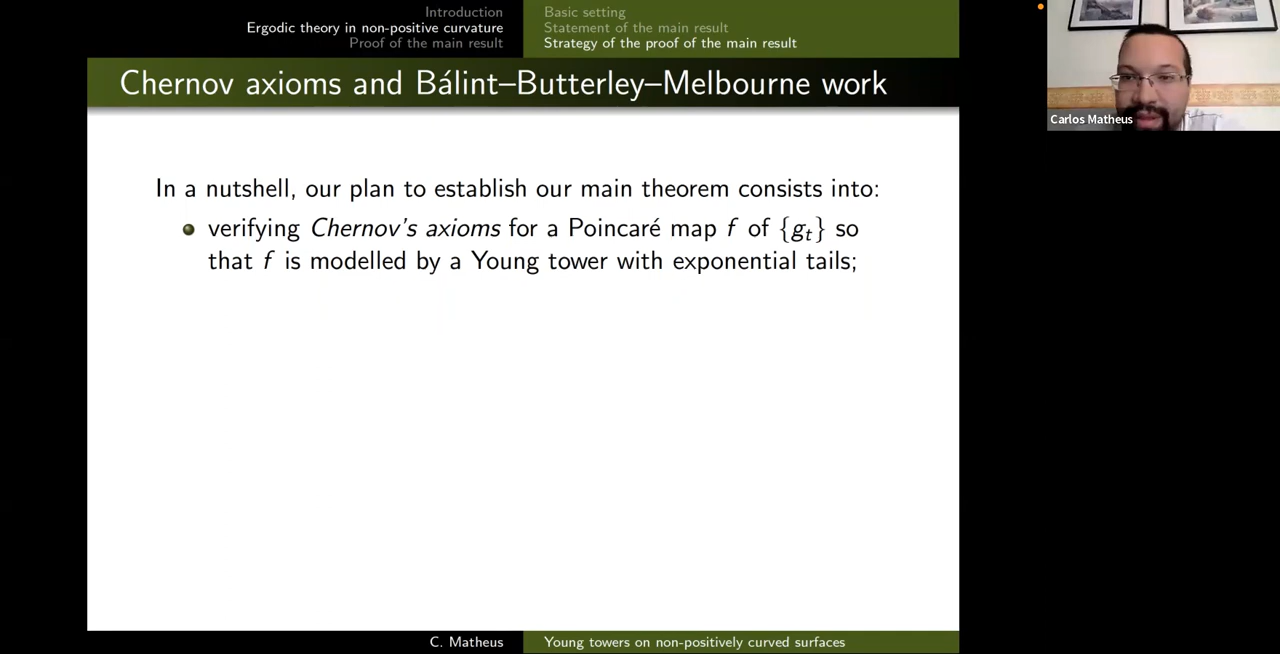 Introduction
Ergodic theory in non-positive curvature
Proof of the main result
Basic setting
Statement of the main result
Strategy of the proof of the main result
Chernov axioms and Bálint–Butterley–Melbourne work
In a nutshell, our plan to establish our main theorem consists into:
verifying Chernov's axioms for a Poincaré map f of {g_t} so
that f is modelled by a Young tower with exponential tails;
C. Matheus
Young towers on non-positively curved surfaces
Carlos Matheus